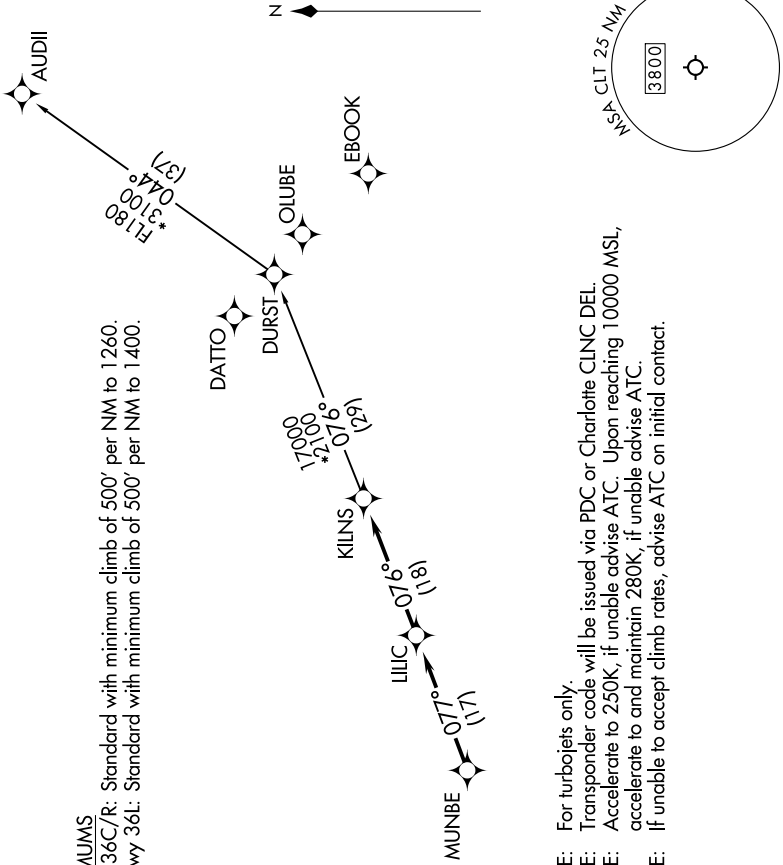 MUMS
36C/R: Standard with minimum climb of 500' per NM to 1260.
wy 36L: Standard with minimum climb of 500' per NM to 1400.
N
AUDII
FL180
*3100
044°
(37)
EBOOK
OLUBE
DURST
DATTO
17000
*2100
076°
(29)
KILNS
076°
(18)
LILIC
077°
(17)
MUNBE
MSA CLT 25 NM
3800
E: For turbojets only.
E: Transponder code will be issued via PDC or Charlotte CLNC DEL.
E: Accelerate to 250K, if unable advise ATC. Upon reaching 10000 MSL,
accelerate to and maintain 280K, if unable advise ATC.
E: If unable to accept climb rates, advise ATC on initial contact.